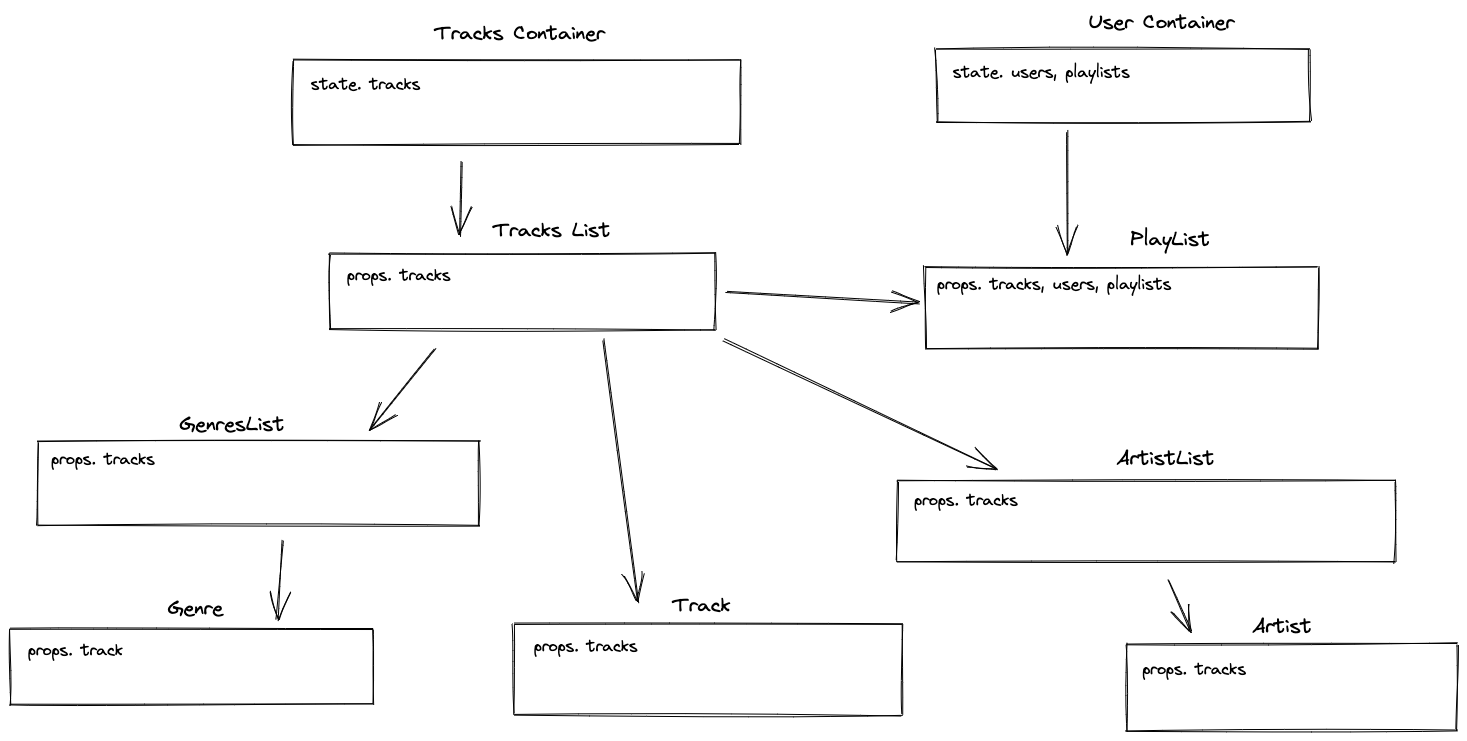 Tracks Container
User Container
state. tracks
state. users, playlists
Tracks List
PlayList
props. tracks
props. tracks, users, playlists
GenresList
ArtistList
props. tracks
props. tracks
Genre
Track
Artist
props. track
props. tracks
props. tracks